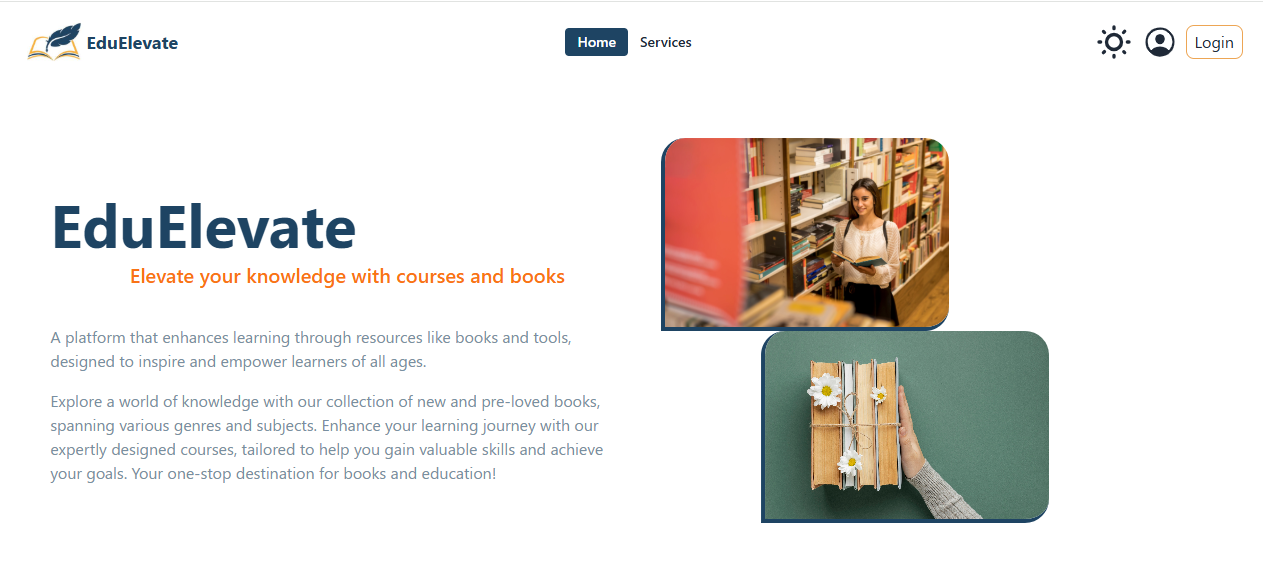 EduElevate
Home
Services
Login
EduElevate
Elevate your knowledge with courses and books
A platform that enhances learning through resources like books and tools,
designed to inspire and empower learners of all ages.
Explore a world of knowledge with our collection of new and pre-loved books,
spanning various genres and subjects. Enhance your learning journey with our
expertly designed courses, tailored to help you gain valuable skills and achieve
your goals. Your one-stop destination for books and education!